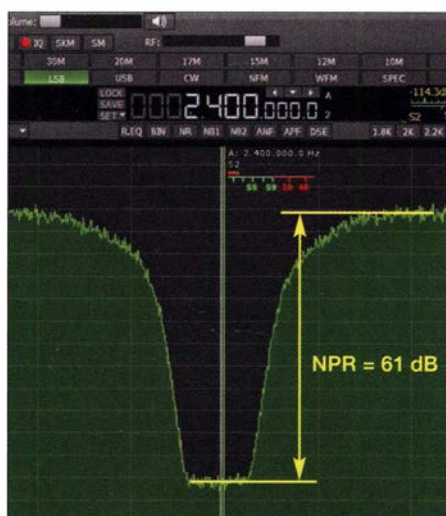 olume:
IQ SKM SM RF:
30M 20M 17M 15M 12M 10M
LSB USB CW NFM WFM SPEC
LOCK
SAVE
SET
0002.400.000.0
A
2
-114.3d
S2
R.EQ BIN NR NB1 NB2 ANF APF DSE 1.8K 2K 2.2K
A: 2.400.000.0 Hz
S2
S5 S9 20 40
NPR = 61 dB